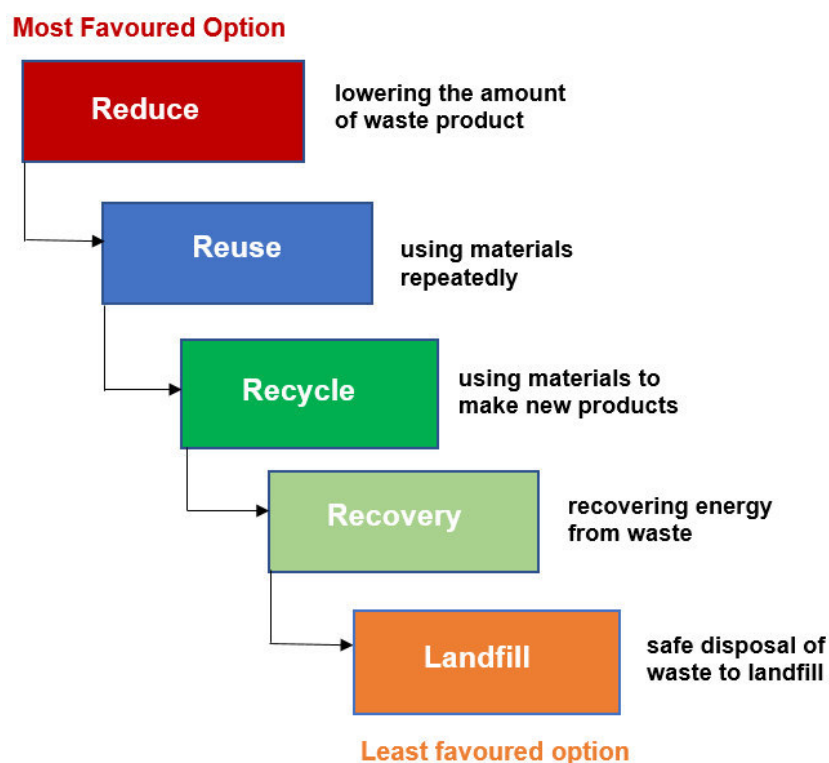 Most Favoured Option
Reduce
lowering the amount
of waste product
Reuse
using materials
repeatedly
Recycle
using materials to
make new products
Recovery
recovering energy
from waste
Landfill
safe disposal of
waste to landfill
Least favoured option